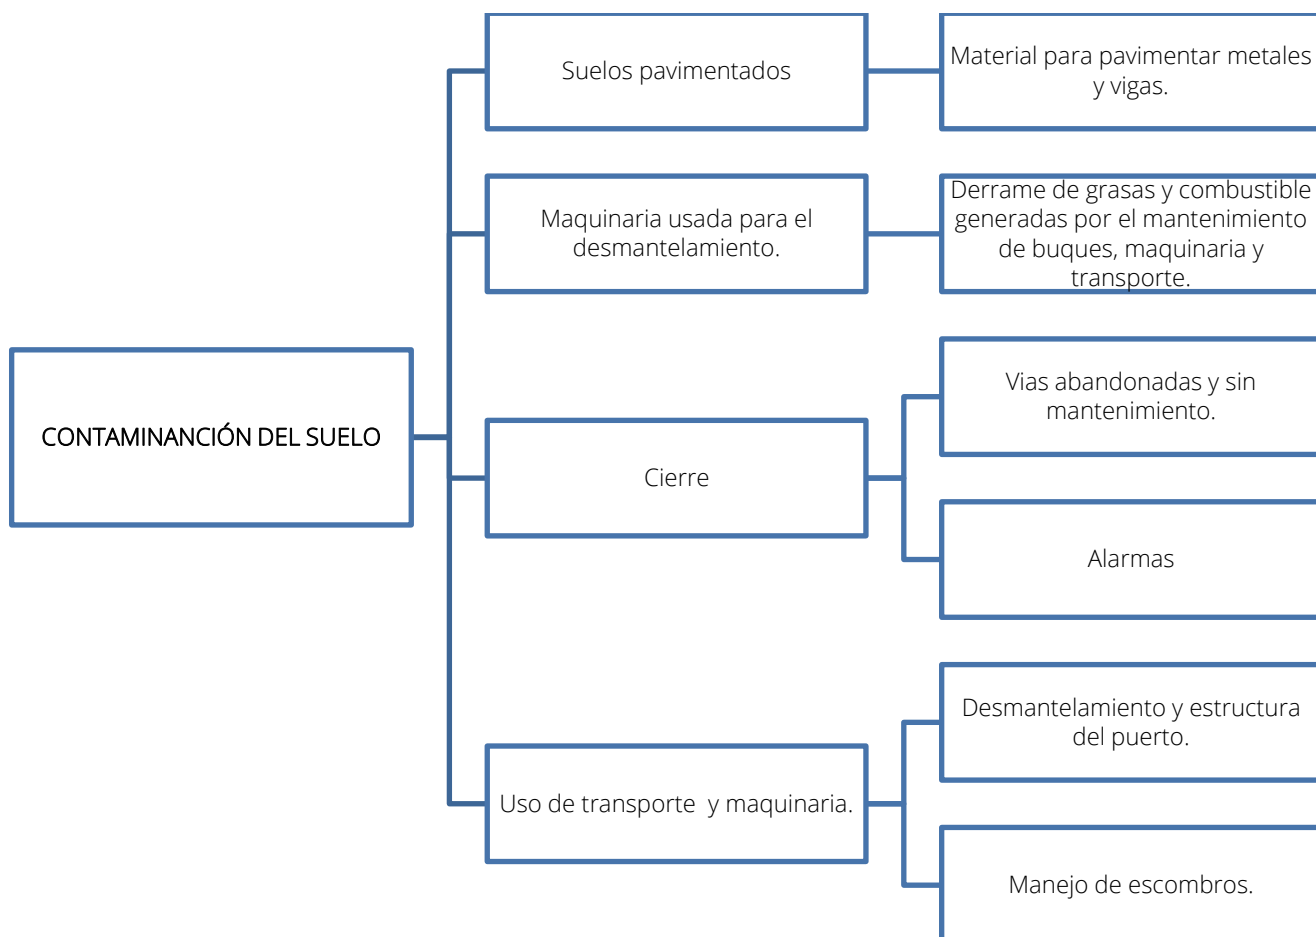 Suelos pavimentados
Material para pavimentar metales
y vigas.
Maquinaria usada para el
desmantelamiento.
Derrame de grasas y combustible
generadas por el mantenimiento
de buques, maquinaria y
transporte.
CONTAMINANCIÓN DEL SUELO
Cierre
Vias abandonadas y sin
mantenimiento.
Alarmas
Uso de transporte  y maquinaria.
Desmantelamiento y estructura
del puerto.
Manejo de escombros.